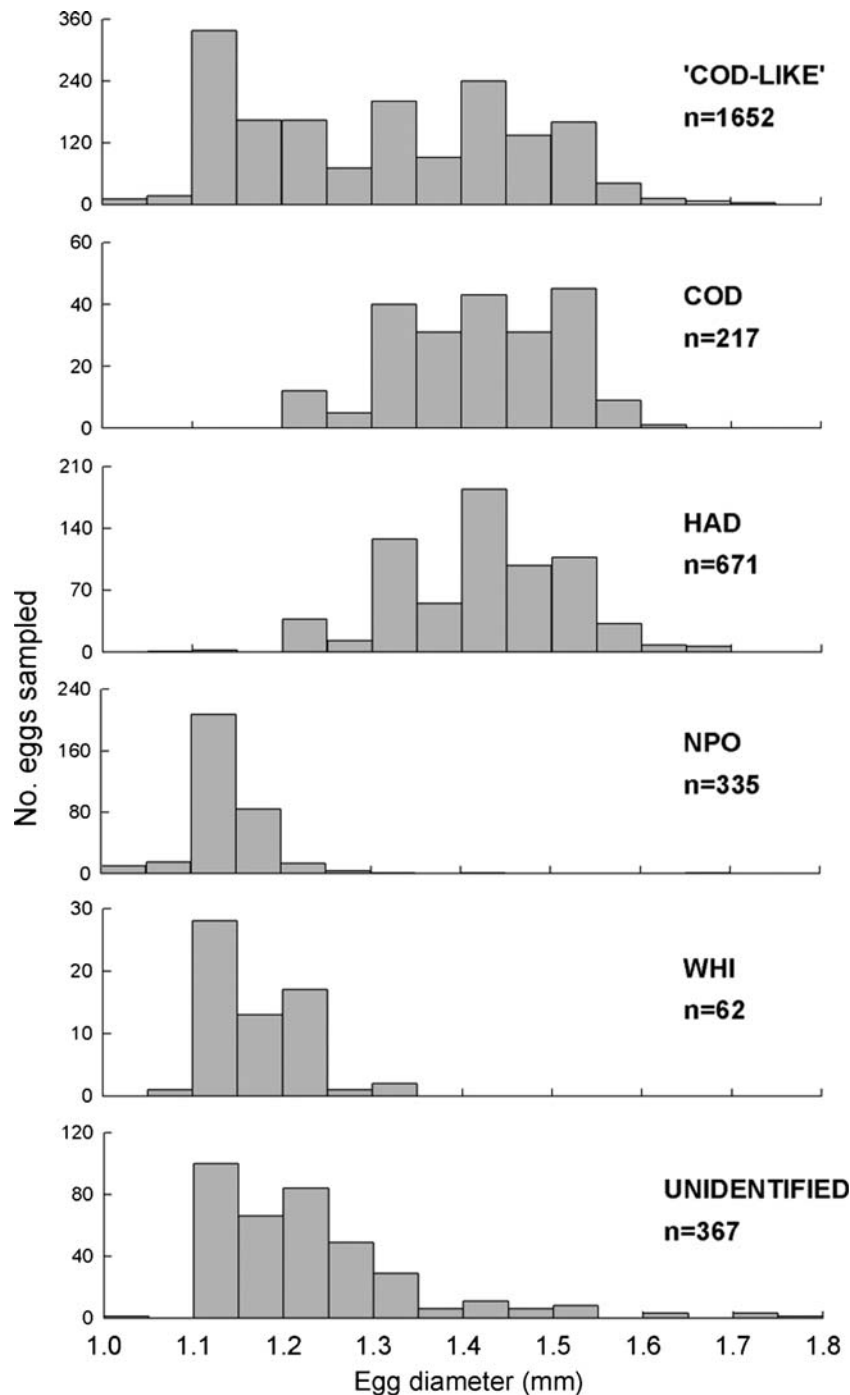 360
240
120
0
'COD-LIKE'
n=1652
60
40
20
0
COD
n=217
210
140
70
0
HAD
n=671
No. eggs sampled
240
160
80
0
NPO
n=335
30
20
10
0
WHI
n=62
120
80
40
0
UNIDENTIFIED
n=367
1.0 1.1 1.2 1.3 1.4 1.5 1.6 1.7 1.8
Egg diameter (mm)